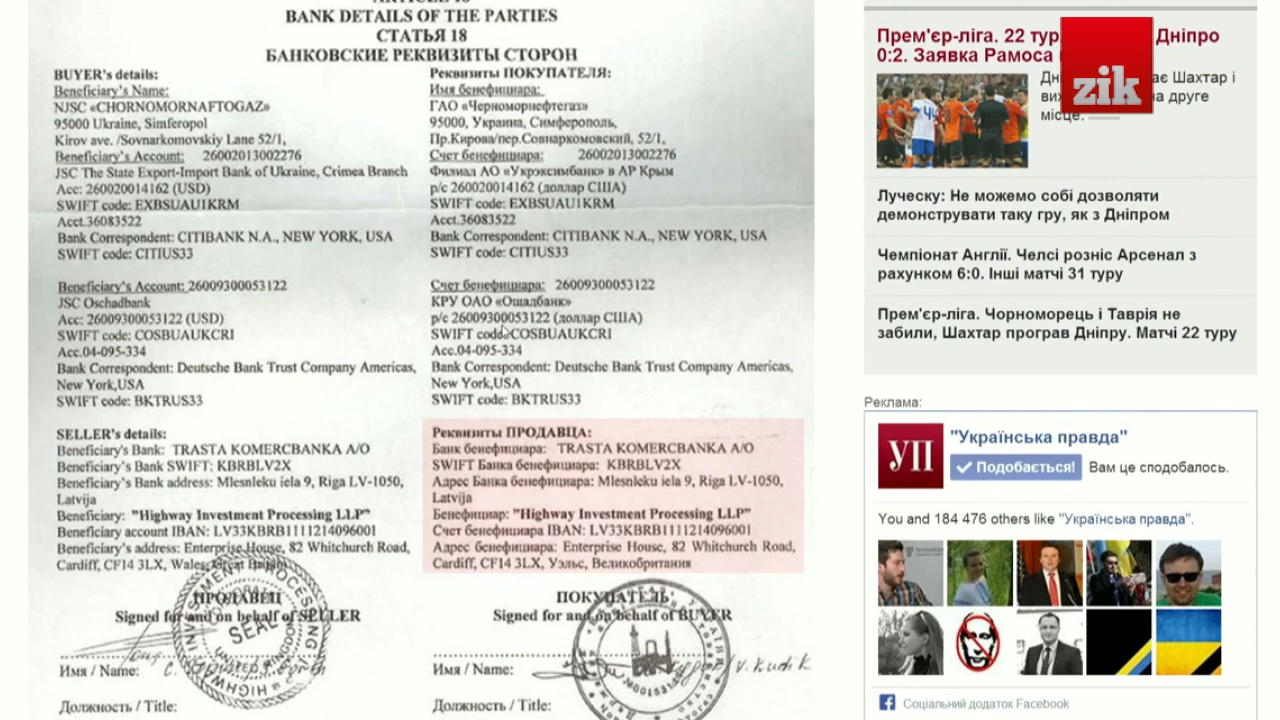 BANK DETAILS OF THE PARTIES
СТАТЬЯ 18
БАНКОВСКИЕ РЕКВИЗИТЫ СТОРОН
BUYER's details:
Beneficiary's Name:
NJSC «CHORNOMORNAFTOGAZ»
95000 Ukraine, Simferopol
Kirov ave. /Sovnarkomovskyi Lane 52/1,
Beneficiary's Account: 26002013002276
JSC The State Export-Import Bank of Ukraine, Crimea Branch
Acc: 260020014162 (USD)
SWIFT code: EXBSUAU1KRM
Acct.36083522
Bank Correspondent: CITIBANK N.A., NEW YORK, USA
SWIFT code: CITIUS33
Beneficiary's Account: 26009300053122
JSC Oschadbank
Acc: 26009300053122 (USD)
SWIFT code: COSBUAUKCRI
Acc.04-095-334
Bank Correspondent: Deutsche Bank Trust Company Americas,
New York,USA
SWIFT code: BKTRUS33
SELLER's details:
Beneficiary's Bank: TRASTA KOMERCBANKA A/O
Beneficiary's Bank SWIFT: KBRBLV2X
Beneficiary's Bank address: Mlesnleku iela 9, Riga LV-1050,
Latvija
Beneficiary: "Highway Investment Processing LLP"
Beneficiary account IBAN: LV33KBRB1111214096001
Beneficiary's address: Enterprise House, 82 Whitchurch Road,
Cardiff, CF14 3LX, Wales, Great Britain
ПРОДАВЕЦ
Signed for and on behalf of SELLER
SEAL
Имя / Name:
Должность / Title:
Реквизиты ПОКУПАТЕЛЯ:
Имя бенефициара:
ГАО «Черноморнефтегаз»
95000, Украина, Симферополь,
Пр.Кирова/пер.Совнаркомовский, 52/1,
Счет бенефициара: 26002013002276
Филиал АО «Укрэксимбанк» в АР Крым
р/с 260020014162 (доллар США)
SWIFT code: EXBSUAU1KRM
Acct.36083522
Bank Correspondent: CITIBANK N.A., NEW YORK, USA
SWIFT code: CITIUS33
Счет бенефициара: 26009300053122
КРУ ОАО «Ощадбанк»
р/с 26009300053122 (доллар США)
SWIFT code: COSBUAUKCRI
Acc.04-095-334
Bank Correspondent: Deutsche Bank Trust Company Americas,
New York,USA
SWIFT code: BKTRUS33
Реквизиты ПРОДАВЦА:
Банк бенефициара: TRASTA KOMERCBANKA A/O
SWIFT Банка бенефициара: KBRBLV2X
Адрес Банка бенефициара: Mlesnleku iela 9, Riga LV-1050,
Latvija
Бенефициар: "Highway Investment Processing LLP"
Счет бенефициара IBAN: LV33KBRB1111214096001
Адрес бенефициара: Enterprise House, 82 Whitchurch Road,
Cardiff, CF14 3LX, Уэльс, Великобритания
ПОКУПАТЕЛЬ
Signed for and on behalf of BUYER
Имя / Name:
Должность / Title:
Прем'єр-ліга. 22 тур Дніпро
0:2. Заявка Рамоса
Шахтар і
на друге
місце.
zik
Луческу: Не можемо собі дозволяти
демонструвати таку гру, як з Дніпром
Чемпіонат Англії. Челсі розніс Арсенал з
рахунком 6:0. Інші матчі 31 туру
Прем'єр-ліга. Чорноморець і Таврія не
забили, Шахтар програв Дніпру. Матчі 22 туру
Реклама:
УП
"Українська правда"
Подобається!
Вам це сподобалось.
You and 184 476 others like "Українська правда".
Соціальний додаток Facebook